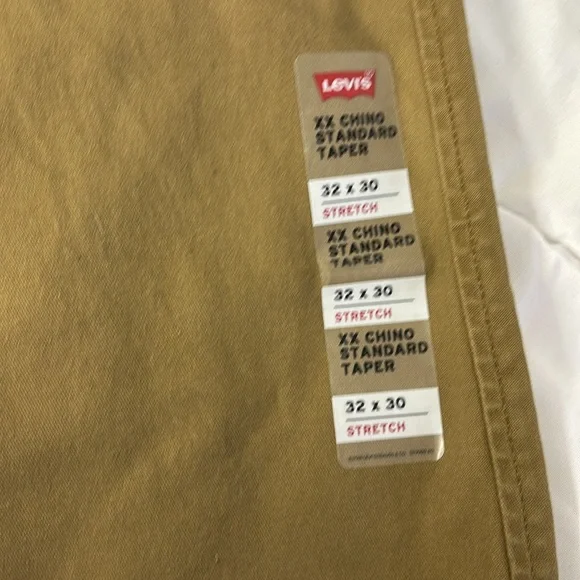 Levi's
XX CHINO
STANDARD
TAPER
32 x 30
STRETCH
XX CHINO
STANDARD
TAPER
32 x 30
STRETCH
XX CHINO
STANDARD
TAPER
32 x 30
STRETCH